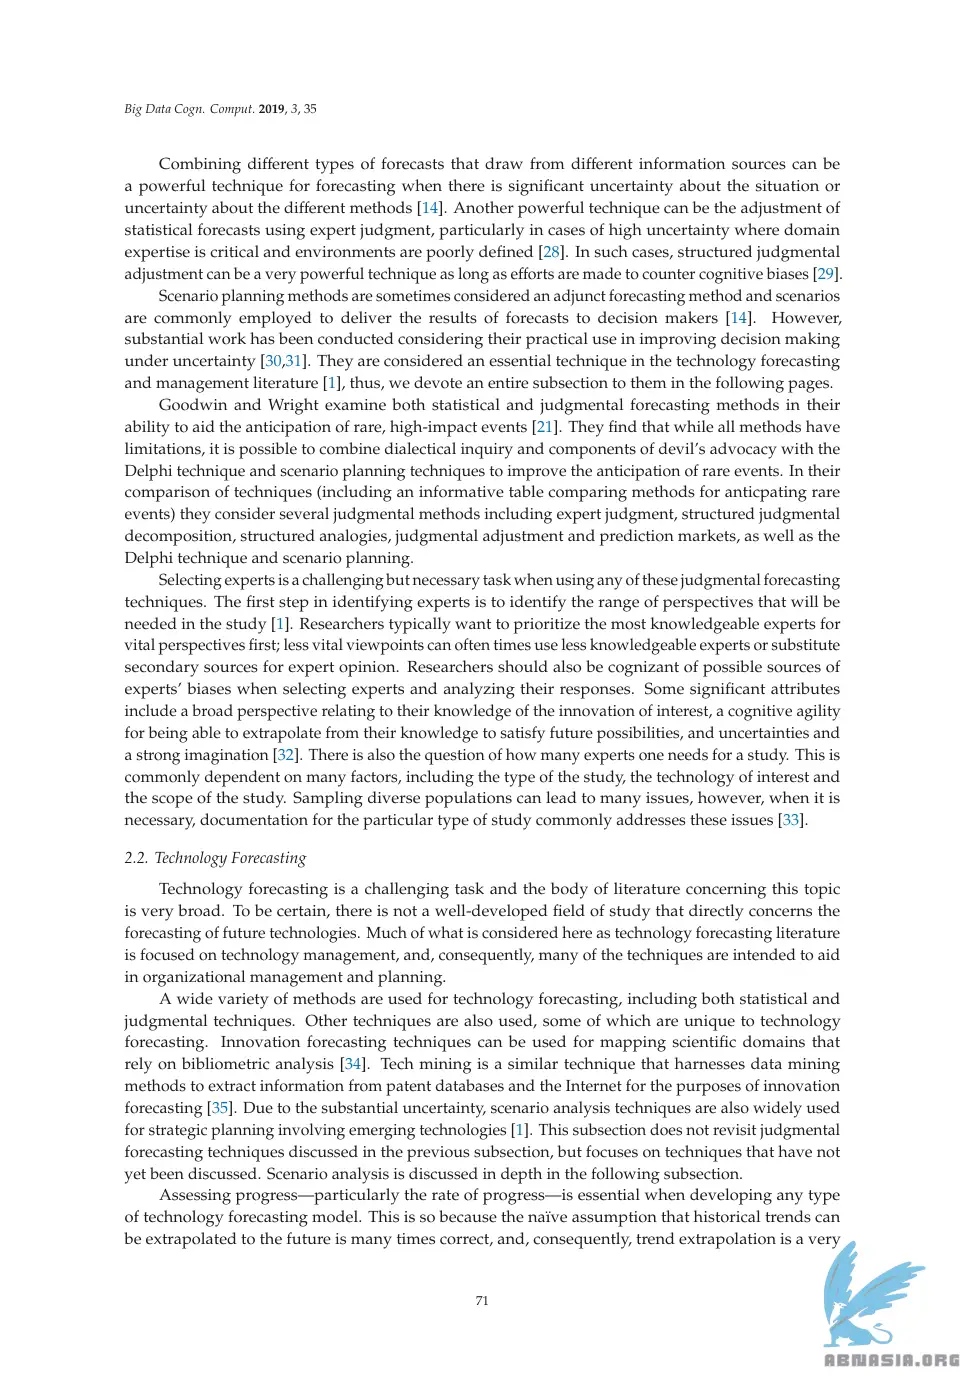 Big Data Cogn. Comput. 2019, 3, 35
Combining different types of forecasts that draw from different information sources can be
a powerful technique for forecasting when there is significant uncertainty about the situation or
uncertainty about the different methods [14]. Another powerful technique can be the adjustment of
statistical forecasts using expert judgment, particularly in cases of high uncertainty where domain
expertise is critical and environments are poorly defined [28]. In such cases, structured judgmental
adjustment can be a very powerful technique as long as efforts are made to counter cognitive biases [29].
Scenario planning methods are sometimes considered an adjunct forecasting method and scenarios
are commonly employed to deliver the results of forecasts to decision makers [14]. However,
substantial work has been conducted considering their practical use in improving decision making
under uncertainty [30,31]. They are considered an essential technique in the technology forecasting
and management literature [1], thus, we devote an entire subsection to them in the following pages.
Goodwin and Wright examine both statistical and judgmental forecasting methods in their
ability to aid the anticipation of rare, high-impact events [21]. They find that while all methods have
limitations, it is possible to combine dialectical inquiry and components of devil's advocacy with the
Delphi technique and scenario planning techniques to improve the anticipation of rare events. In their
comparison of techniques (including an informative table comparing methods for anticpating rare
events) they consider several judgmental methods including expert judgment, structured judgmental
decomposition, structured analogies, judgmental adjustment and prediction markets, as well as the
Delphi technique and scenario planning.
Selecting experts is a challenging but necessary task when using any of these judgmental forecasting
techniques. The first step in identifying experts is to identify the range of perspectives that will be
needed in the study [1]. Researchers typically want to prioritize the most knowledgeable experts for
vital perspectives first; less vital viewpoints can often times use less knowledgeable experts or substitute
secondary sources for expert opinion. Researchers should also be cognizant of possible sources of
experts' biases when selecting experts and analyzing their responses. Some significant attributes
include a broad perspective relating to their knowledge of the innovation of interest, a cognitive agility
for being able to extrapolate from their knowledge to satisfy future possibilities, and uncertainties and
a strong imagination [32]. There is also the question of how many experts one needs for a study. This is
commonly dependent on many factors, including the type of the study, the technology of interest and
the scope of the study. Sampling diverse populations can lead to many issues, however, when it is
necessary, documentation for the particular type of study commonly addresses these issues [33].
2.2. Technology Forecasting
Technology forecasting is a challenging task and the body of literature concerning this topic
is very broad. To be certain, there is not a well-developed field of study that directly concerns the
forecasting of future technologies. Much of what is considered here as technology forecasting literature
is focused on technology management, and, consequently, many of the techniques are intended to aid
in organizational management and planning.
A wide variety of methods are used for technology forecasting, including both statistical and
judgmental techniques. Other techniques are also used, some of which are unique to technology
forecasting. Innovation forecasting techniques can be used for mapping scientific domains that
rely on bibliometric analysis [34]. Tech mining is a similar technique that harnesses data mining
methods to extract information from patent databases and the Internet for the purposes of innovation
forecasting [35]. Due to the substantial uncertainty, scenario analysis techniques are also widely used
for strategic planning involving emerging technologies [1]. This subsection does not revisit judgmental
forecasting techniques discussed in the previous subsection, but focuses on techniques that have not
yet been discussed. Scenario analysis is discussed in depth in the following subsection.
Assessing progress—particularly the rate of progress—is essential when developing any type
of technology forecasting model. This is so because the naïve assumption that historical trends can
be extrapolated to the future is many times correct, and, consequently, trend extrapolation is a very
71
ABNASIA.ORG